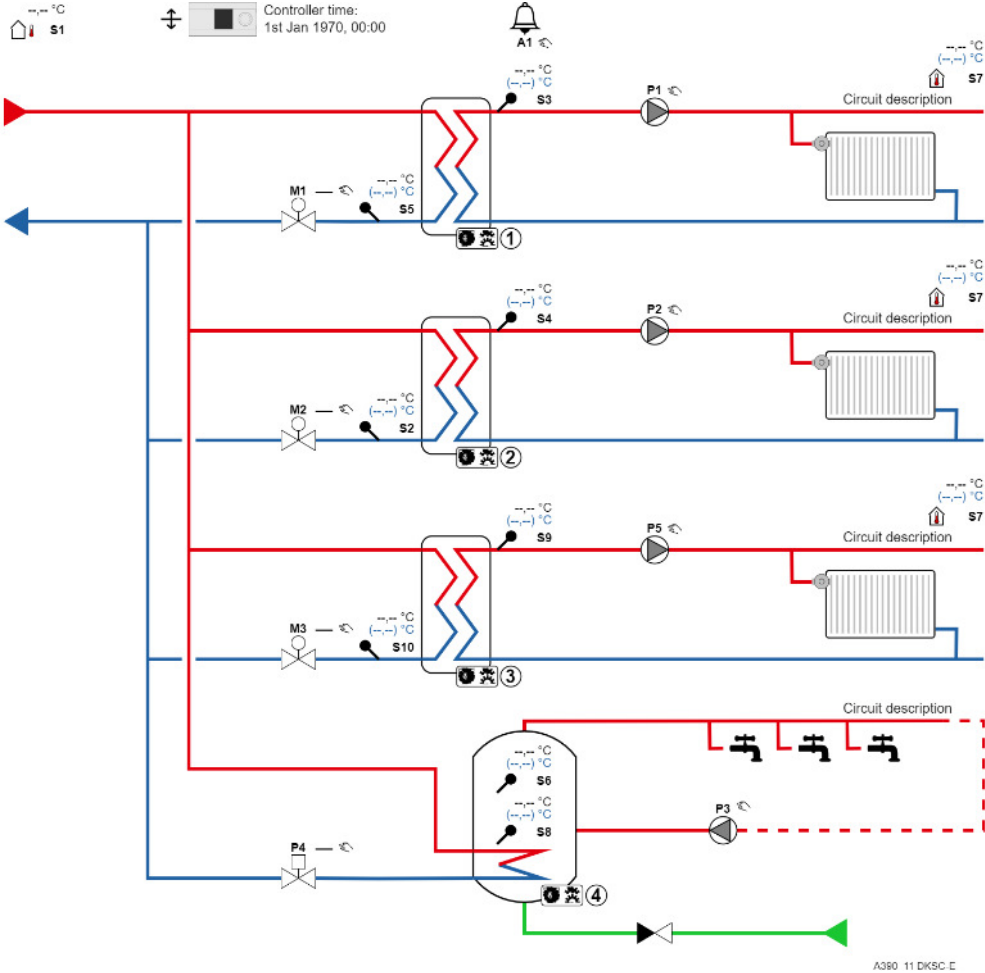 --,-- °C
S1
Controller time:
1st Jan 1970, 00:00
A1
--,-- °C
(--,--) °C
S3
P1
--,-- °C
(--,--) °C
S7
Circuit description
M1
--,-- °C
(--,--) °C
S5
1
--,-- °C
(--,--) °C
S4
P2
--,-- °C
(--,--) °C
S7
Circuit description
M2
--,-- °C
(--,--) °C
S2
2
--,-- °C
(--,--) °C
S9
P5
--,-- °C
(--,--) °C
S7
Circuit description
M3
--,-- °C
(--,--) °C
S10
3
Circuit description
--,-- °C
(--,--) °C
S6
--,-- °C
(--,--) °C
S8
P3
P4
4
A390_11 DKSC-E